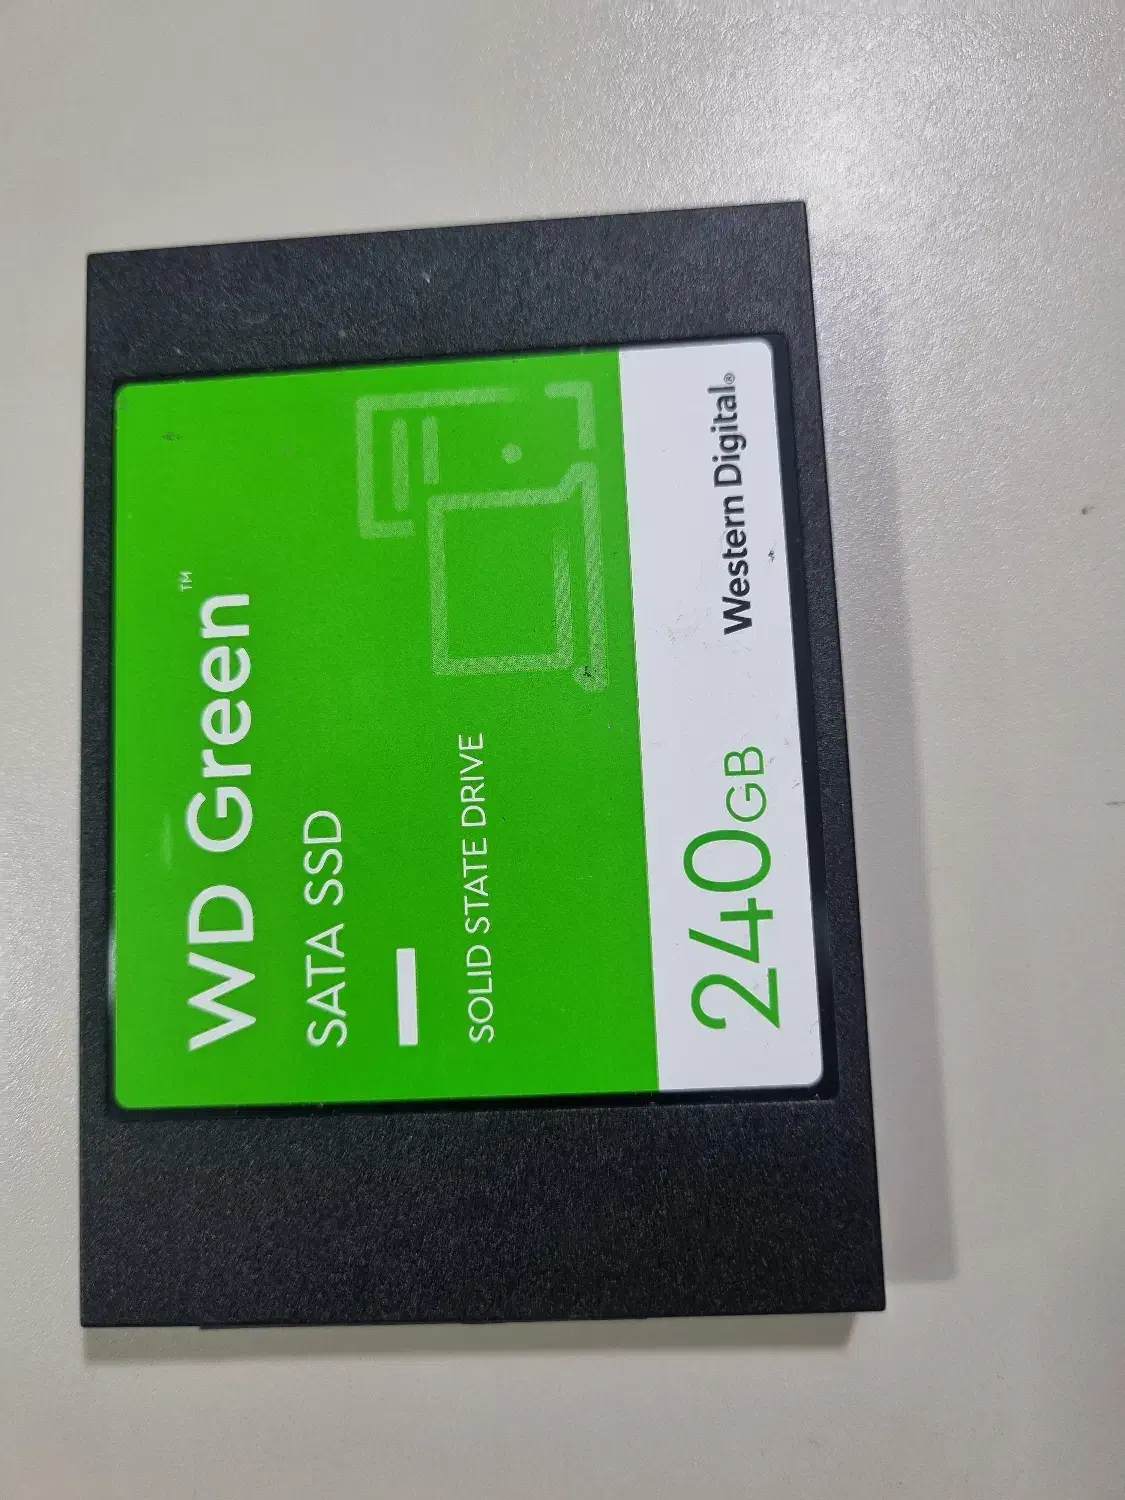 WD Green™
SATA SSD
SOLID STATE DRIVE
240GB
Western Digital®